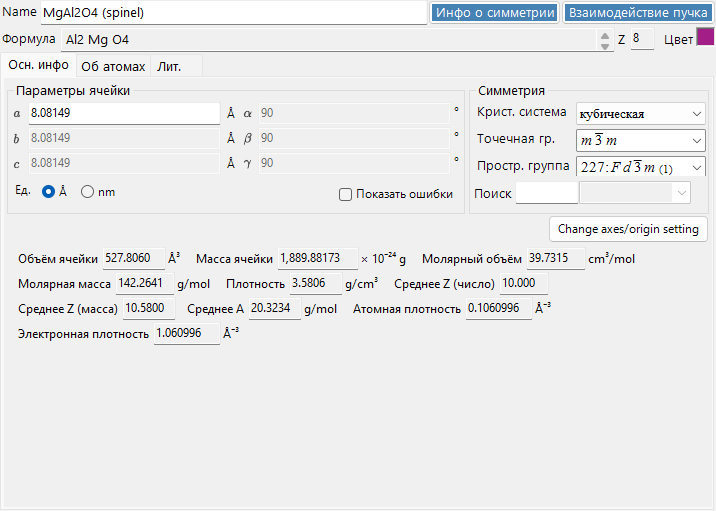 Name MgAl2O4 (spinel) Инфо о симметрии Взаимодействие пучка
Формула Al2 Mg O4 Z 8 Цвет
Осн. инфо Об атомах Лит.
Параметры ячейки
a 8.08149 Å α 90 °
b 8.08149 Å β 90 °
c 8.08149 Å γ 90 °
Ед. Å nm Показать ошибки
Симметрия
Крист. система кубическая
Точечная гр. m 3̅ m
Простр. группа 227: F d 3̅ m (1)
Поиск
Change axes/origin setting
Объём ячейки 527.8060 Å³ Масса ячейки 1,889.88173 × 10⁻²⁴ g Молярный объём 39.7315 cm³/mol
Молярная масса 142.2641 g/mol Плотность 3.5806 g/cm³ Среднее Z (число) 10.000
Среднее Z (масса) 10.5800 Среднее A 20.3234 g/mol Атомная плотность 0.1060996 Å⁻³
Электронная плотность 1.060996 Å⁻³